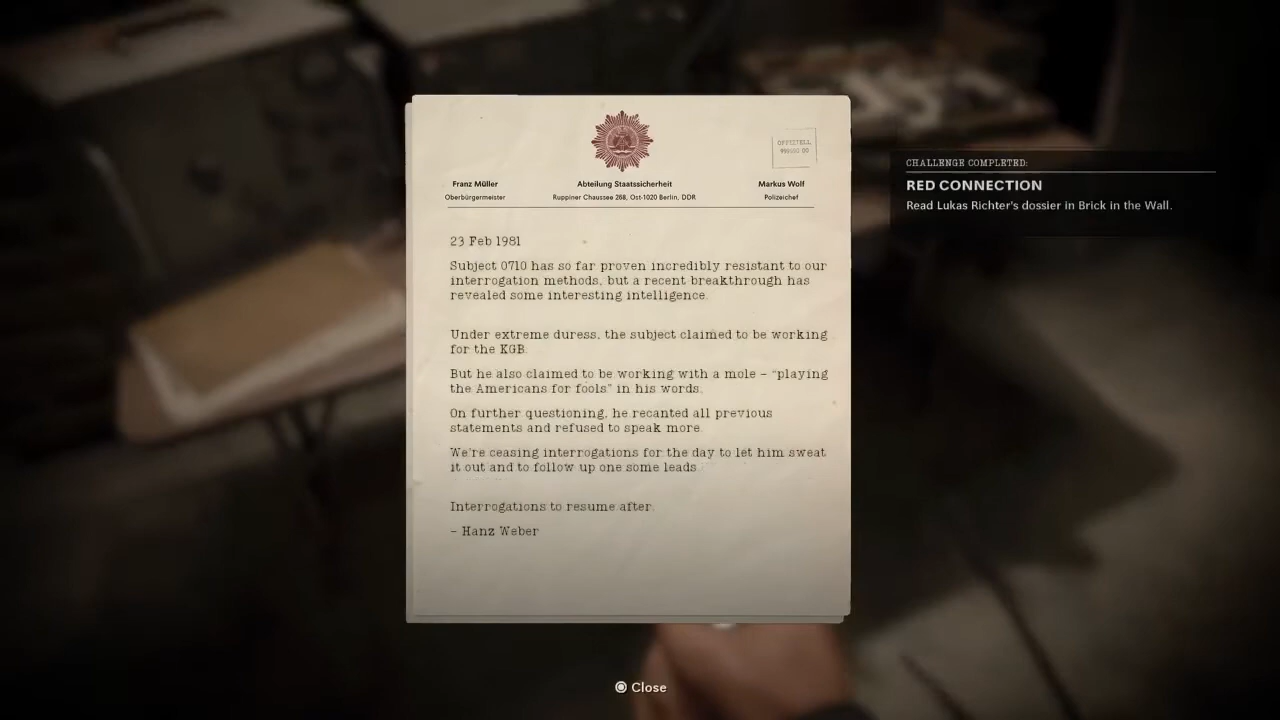 OFFIZIELL
Franz Müller
Abteilung Staatssicherheit
Markus Wolf
Oberbürgermeister
Ruppiner Chaussee 268, Ost-1020 Berlin, DDR
Polizeichef
CHALLENGE COMPLETED:
RED CONNECTION
Read Lukas Richter's dossier in Brick in the Wall.
23 Feb 1981
Subject 0710 has so far proven incredibly resistant to our
interrogation methods, but a recent breakthrough has
revealed some interesting intelligence.
Under extreme duress, the subject claimed to be working
for the KGB.
But he also claimed to be working with a mole – “playing
the Americans for fools” in his words.
On further questioning, he recanted all previous
statements and refused to speak more.
We're ceasing interrogations for the day to let him sweat
it out and to follow up one some leads
Interrogations to resume after.
– Hanz Weber
Close